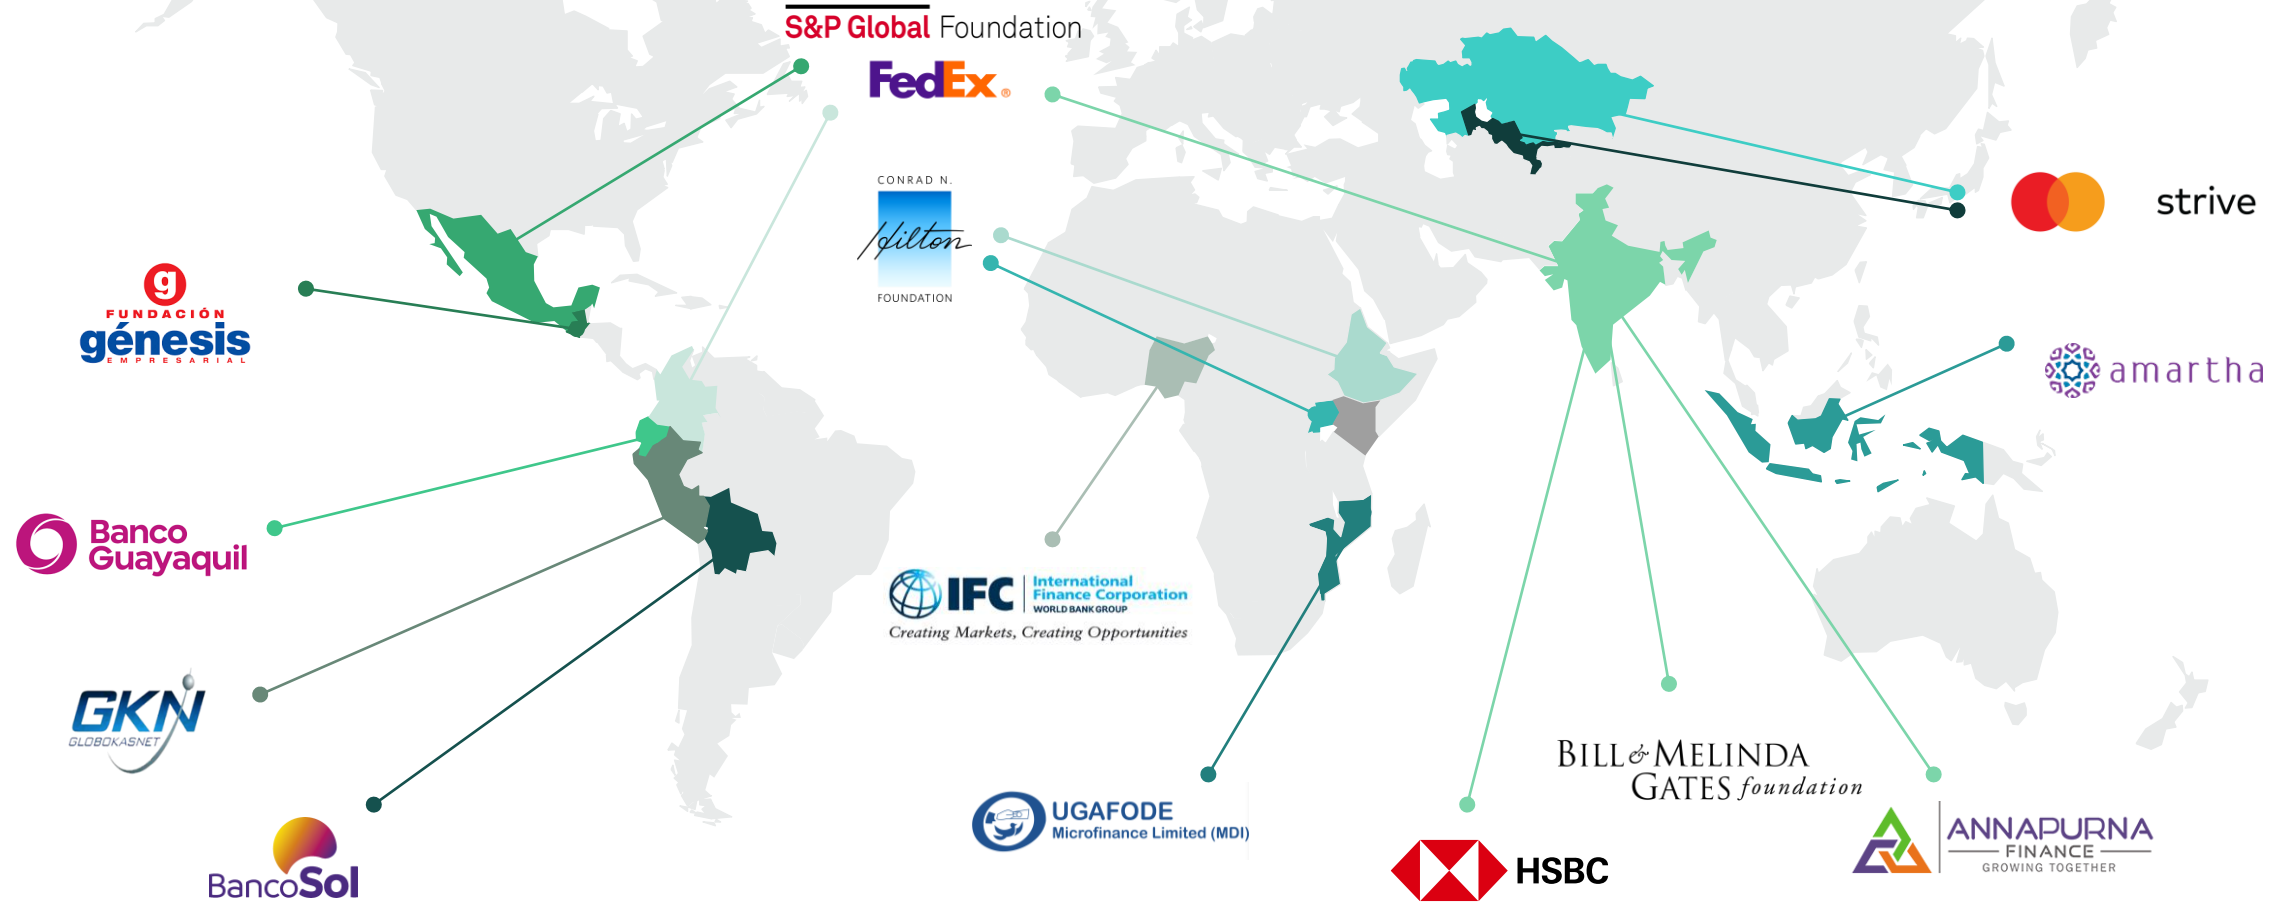 S&P Global Foundation
FedEx®
CONRAD N.
Hilton
FOUNDATION
strive
g
FUNDACIÓN
génesis
EMPRESARIAL
amartha
Banco
Guayaquil
IFC
International
Finance Corporation
WORLD BANK GROUP
Creating Markets, Creating Opportunities
GKN
GLOBOKASNET
BILL & MELINDA
GATES foundation
UGAFODE
Microfinance Limited (MDI)
BancoSol
HSBC
ANNAPURNA
FINANCE
GROWING TOGETHER